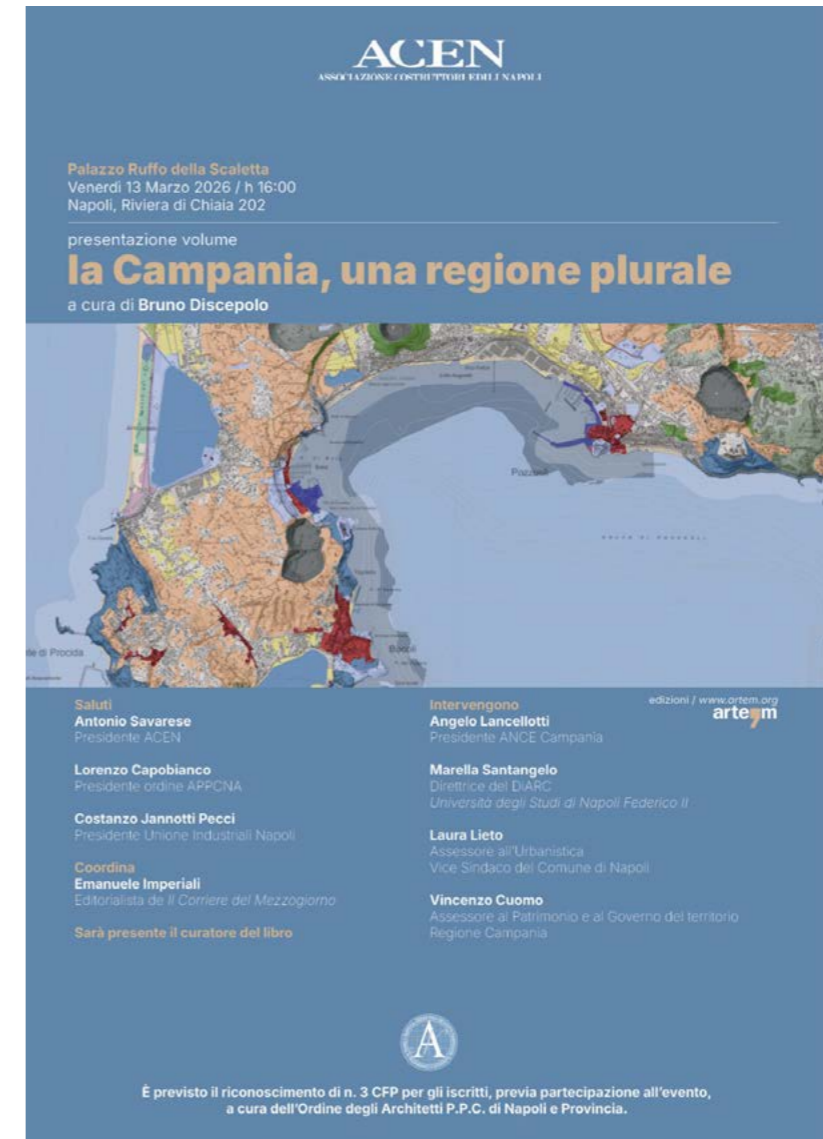 ACEN
ASSOCIAZIONE COSTRUTTORI EDILI NAPOLI
Palazzo Ruffo della Scaletta
Venerdì 13 Marzo 2026 / h 16:00
Napoli, Riviera di Chiaia 202
presentazione volume
la Campania, una regione plurale
a cura di Bruno Discepolo
Pozzuoli
Bacoli
te di Procida
Saluti
Antonio Savarese
Presidente ACEN
Lorenzo Capobianco
Presidente ordine APPCNA
Costanzo Jannotti Pecci
Presidente Unione Industriali Napoli
Coordina
Emanuele Imperiali
Editorialista de Il Corriere del Mezzogiorno
Sarà presente il curatore del libro
Intervengono
Angelo Lancellotti
Presidente ANCE Campania
Marella Santangelo
Direttrice del DiARC
Università degli Studi di Napoli Federico II
Laura Lieto
Assessore all'Urbanistica
Vice Sindaco del Comune di Napoli
Vincenzo Cuomo
Assessore al Patrimonio e al Governo del territorio
Regione Campania
edizioni / www.artem.org
arte,m
A
È previsto il riconoscimento di n. 3 CFP per gli iscritti, previa partecipazione all'evento,
a cura dell'Ordine degli Architetti P.P.C. di Napoli e Provincia.